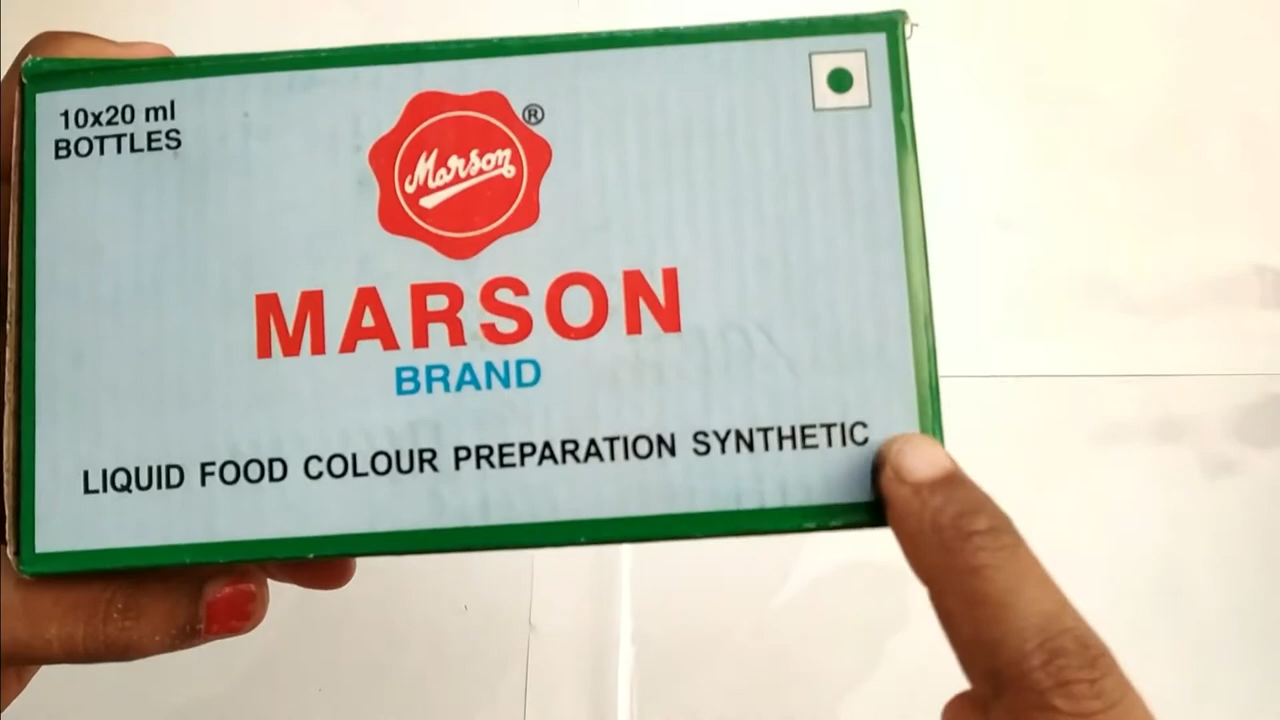 10x20 ml
BOTTLES
Marson
®
MARSON
BRAND
LIQUID FOOD COLOUR PREPARATION SYNTHETIC